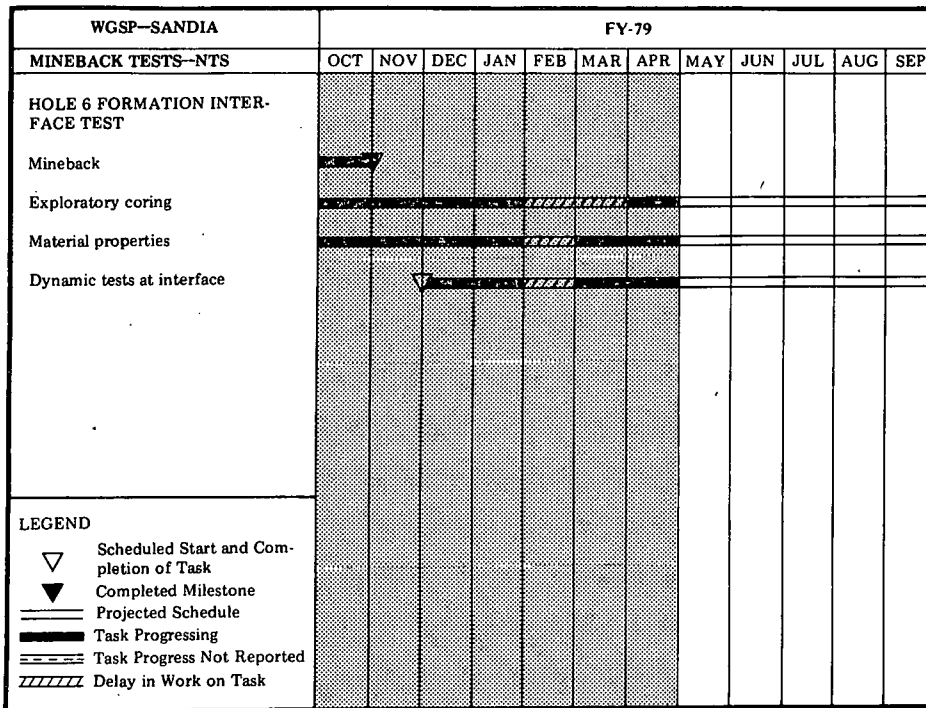 WGSP—SANDIA
FY-79
MINEBACK TESTS—NTS
OCT NOV DEC JAN FEB MAR APR MAY JUN JUL AUG SEP
HOLE 6 FORMATION INTER-
FACE TEST
Mineback
Exploratory coring
Material properties
Dynamic tests at interface
LEGEND
Scheduled Start and Com-
pletion of Task
Completed Milestone
Projected Schedule
Task Progressing
Task Progress Not Reported
Delay in Work on Task